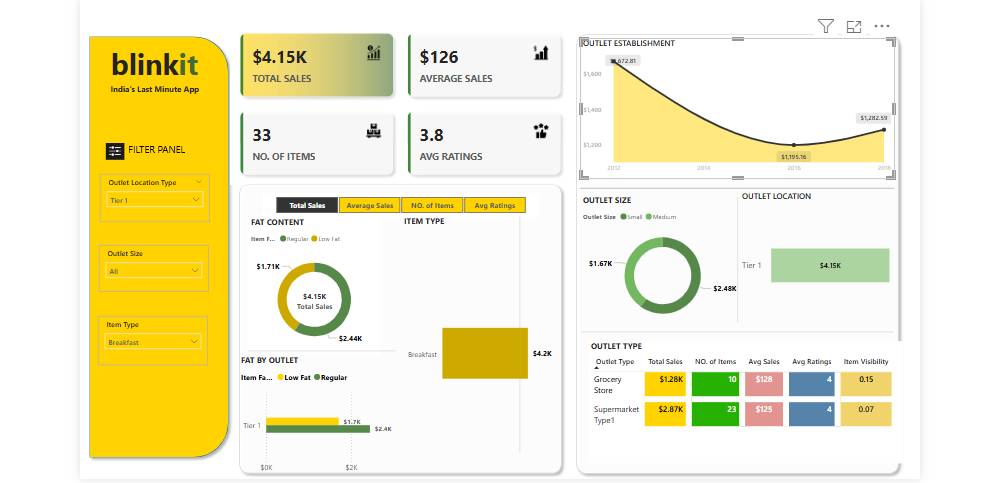 blinkit
India's Last Minute App
FILTER PANEL
Outlet Location Type
Tier 1
Outlet Size
All
Item Type
Breakfast
$4.15K
TOTAL SALES
$126
AVERAGE SALES
33
NO. OF ITEMS
3.8
AVG RATINGS
Total Sales
Average Sales
NO. of Items
Avg Ratings
FAT CONTENT
Item F... Regular Low Fat
$1.71K
$4.15K
Total Sales
$2.44K
FAT BY OUTLET
Item Fa... Low Fat Regular
Tier 1
$1.7K
$2.4K
$0K
$2K
ITEM TYPE
Breakfast
$4.2K
OUTLET ESTABLISHMENT
$1,600
$1,400
$1,200
672.81
$1,195.16
$1,282.59
2012
2014
2016
2018
OUTLET SIZE
Outlet Size Small Medium
$1.67K
$2.48K
OUTLET LOCATION
Tier 1
$4.15K
OUTLET TYPE
Outlet Type Total Sales NO. of Items Avg Sales Avg Ratings Item Visibility
Grocery
Store
$1.28K 10 $128 4 0.15
Supermarket
Type1
$2.87K 23 $125 4 0.07